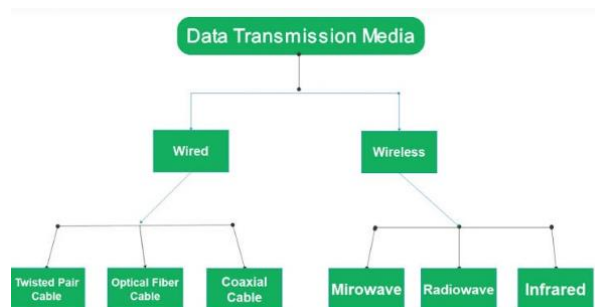 Data Transmission Media
Wired
Wireless
Twisted Pair
Cable
Optical Fiber
Cable
Coaxial
Cable
Mirowave
Radiowave
Infrared